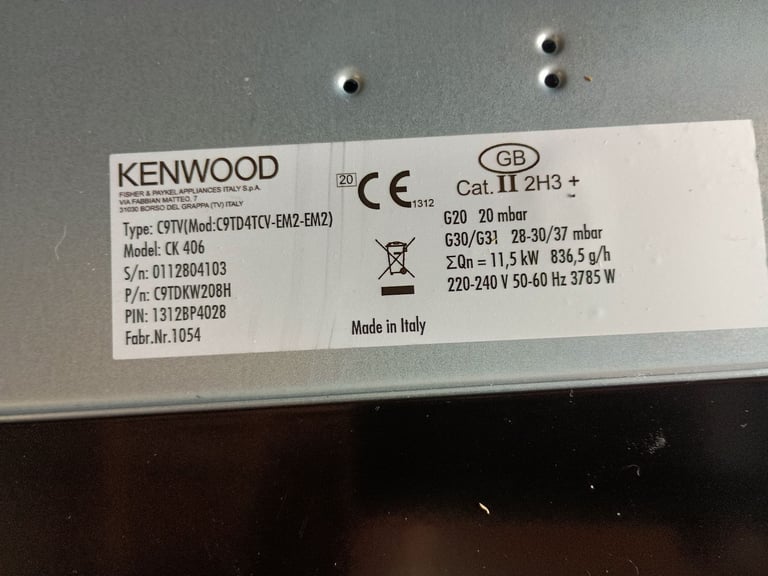 KENWOOD
FISHER & PAYKEL APPLIANCES ITALY S.p.A.
VIA FABBIAN MATTEO, 7
31030 BORSO DEL GRAPPA (TV) ITALY
Type: C9TV(Mod:C9TD4TCV-EM2-EM2)
Model: CK 406
S/n: 0112804103
P/n: C9TDKW208H
PIN: 1312BP4028
Fabr.Nr.1054
20 CE 1312
Made in Italy
GB
Cat. II 2H3 +
G20 20 mbar
G30/G31 28-30/37 mbar
ΣQn = 11,5 kW 836,5 g/h
220-240 V 50-60 Hz 3785 W